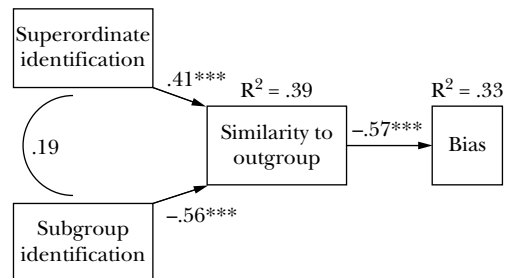 Superordinate
identification
.41***
R² = .39
R² = .33
Similarity to
outgroup
–.57***
Bias
.19
–.56***
Subgroup
identification